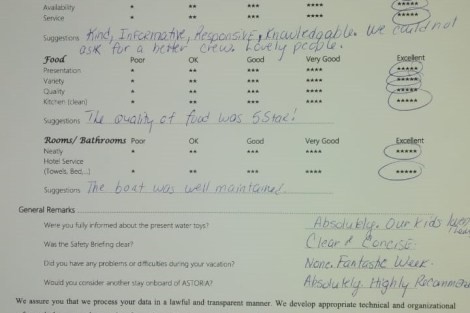 Availability * ** *** **** *****
Service * ** *** **** *****
Suggestions Kind, Informative, Responsive, Knowledgable. We could not
ask for a better crew. Lovely people.
Food Poor OK Good Very Good Excellent
Presentation * ** *** **** *****
Variety * ** *** **** *****
Quality * ** *** **** *****
Kitchen (clean) * ** *** **** *****
Suggestions The quality of food was 5 Star!
Rooms/ Bathrooms Poor OK Good Very Good Excellent
Neatly * ** *** **** *****
Hotel Service
(Towels, Bed,..) * ** *** **** *****
Suggestions The boat was well maintained.
General Remarks
Were you fully informed about the present water toys? Absolutely. Our kids
Was the Safety Briefing clear? Clear & Concise.
Did you have any problems or difficulties during your vacation? None. Fantastic Week.
Would you consider another stay onboard of ASTORIA? Absolutely. Highly
We assure you that we process your data in a lawful and transparent manner. We develop appropriate technical and organizational